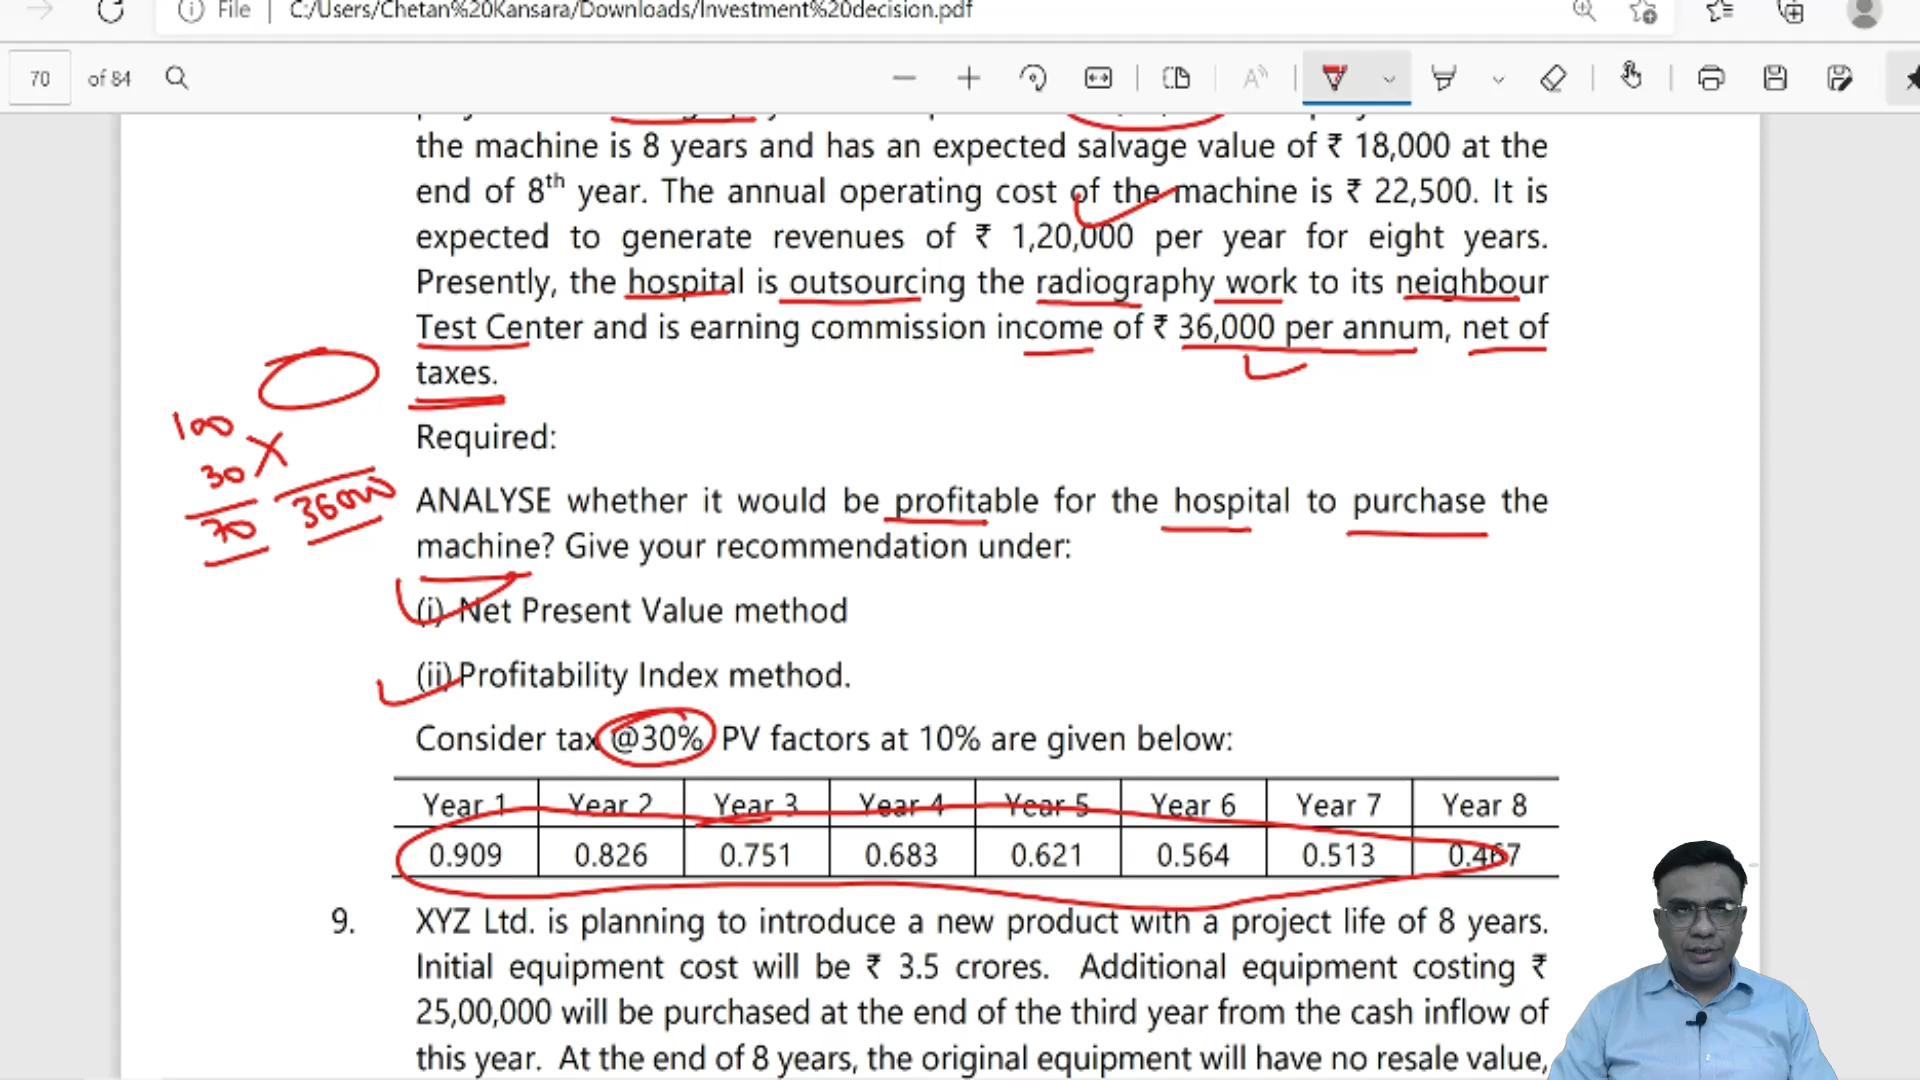 File | C:/Users/Chetan%20Kansara/Downloads/Investment%20decision.pdf
70 of 84
the machine is 8 years and has an expected salvage value of ₹ 18,000 at the
end of 8th year. The annual operating cost of the machine is ₹ 22,500. It is
expected to generate revenues of ₹ 1,20,000 per year for eight years.
Presently, the hospital is outsourcing the radiography work to its neighbour
Test Center and is earning commission income of ₹ 36,000 per annum, net of
taxes.
100
30
70
36000
Required:
ANALYSE whether it would be profitable for the hospital to purchase the
machine? Give your recommendation under:
(i) Net Present Value method
(ii) Profitability Index method.
Consider tax @30% PV factors at 10% are given below:
Year 1 Year 2 Year 3 Year 4 Year 5 Year 6 Year 7 Year 8
0.909 0.826 0.751 0.683 0.621 0.564 0.513 0.467
9. XYZ Ltd. is planning to introduce a new product with a project life of 8 years.
Initial equipment cost will be ₹ 3.5 crores. Additional equipment costing ₹
25,00,000 will be purchased at the end of the third year from the cash inflow of
this year. At the end of 8 years, the original equipment will have no resale value,